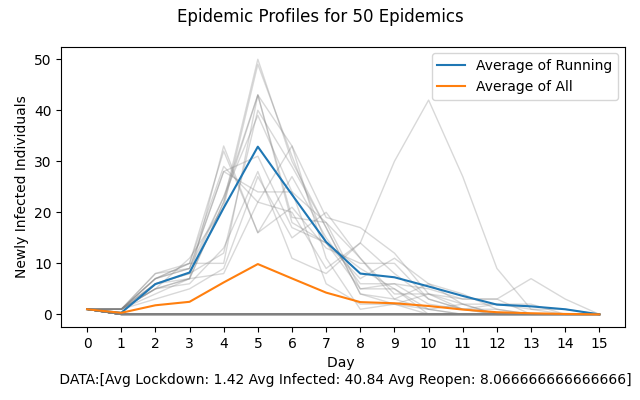 Epidemic Profiles for 50 Epidemics
Average of Running
Average of All
Newly Infected Individuals
50
40
30
20
10
0
0 1 2 3 4 5 6 7 8 9 10 11 12 13 14 15
Day
DATA:[Avg Lockdown: 1.42 Avg Infected: 40.84 Avg Reopen: 8.066666666666666]